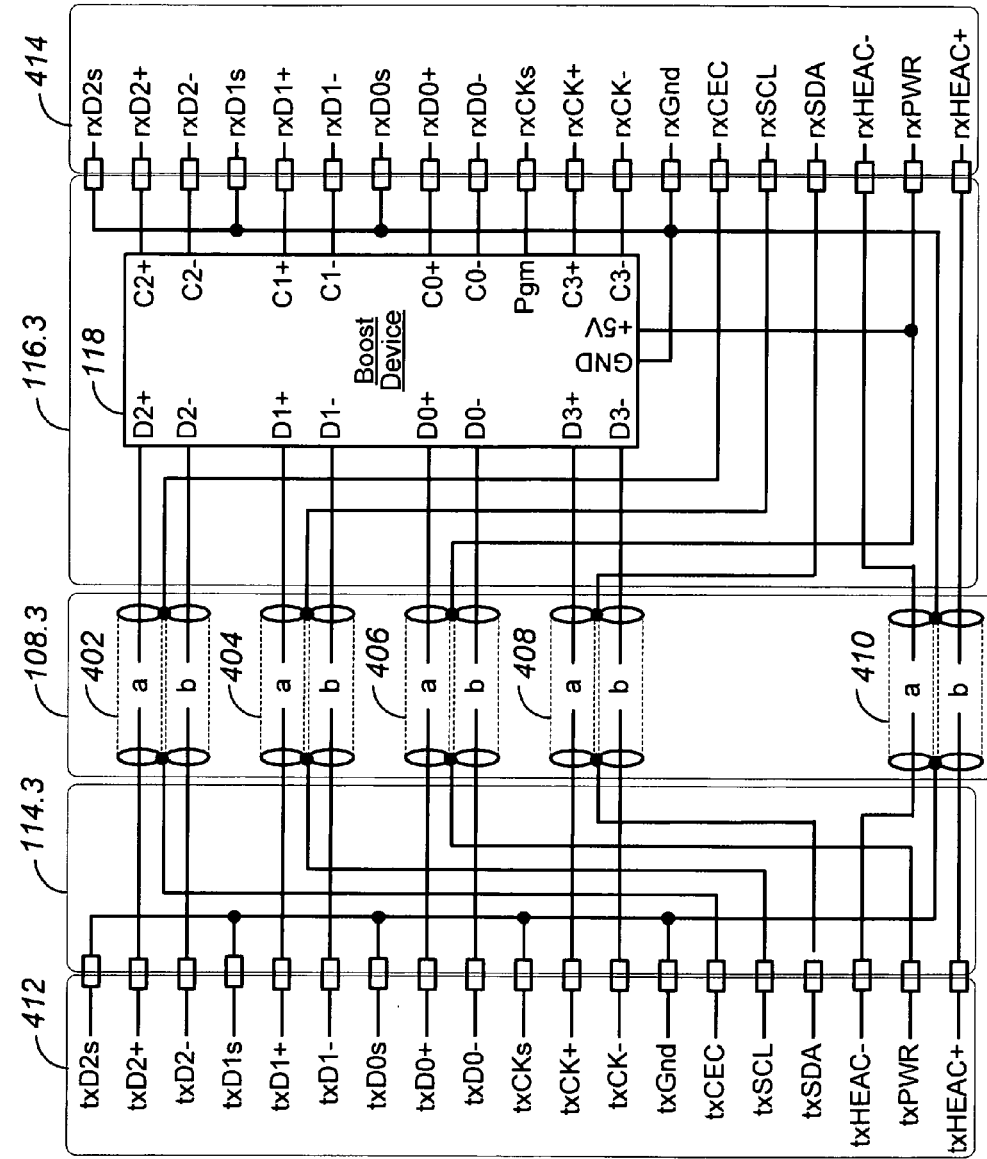 412
114.3
108.3
116.3
414
txD2s
txD2+
txD2-
txD1s
txD1+
txD1-
txD0s
txD0+
txD0-
txCKs
txCK+
txCK-
txGnd
txCEC
txSCL
txSDA
txHEAC-
txPWR
txHEAC+
402
a
b
404
a
b
406
a
b
408
a
b
410
a
b
118
D2+
D2-
D1+
D1-
D0+
D0-
D3+
D3-
Boost
Device
GND
+5V
C2+
C2-
C1+
C1-
C0+
C0-
Pgm
C3+
C3-
rxD2s
rxD2+
rxD2-
rxD1s
rxD1+
rxD1-
rxD0s
rxD0+
rxD0-
rxCKs
rxCK+
rxCK-
rxGnd
rxCEC
rxSCL
rxSDA
rxHEAC-
rxPWR
rxHEAC+